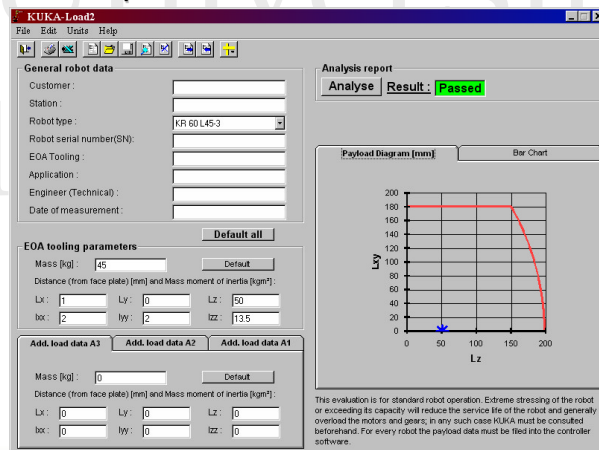 KUKA-Load2
File Edit Units Help
General robot data
Customer :
Station :
Robot type : KR 60 L45-3
Robot serial number(SN):
EOA Tooling :
Application :
Engineer (Technical) :
Date of measurement :
Default all
EOA tooling parameters
Mass [kg] : 45 Default
Distance (from face plate) [mm] and Mass moment of inertia [kgm²] :
Lx : 1 Ly : 0 Lz : 50
Ixx : 2 Iyy : 2 Izz : 13.5
Add. load data A3 Add. load data A2 Add. load data A1
Mass [kg] : 0 Default
Distance (from face plate) [mm] and Mass moment of inertia [kgm²] :
Lx : 0 Ly : 0 Lz : 0
Ixx : 0 Iyy : 0 Izz : 0
Analysis report
Analyse Result : Passed
Payload Diagram [mm] Bar Chart
200
180
160
140
120
100
80
60
40
20
0
Lxy
0 50 100 150 200
Lz
This evaluation is for standard robot operation. Extreme stressing of the robot
or exceeding its capacity will reduce the service life of the robot and generally
overload the motors and gears; in any such case KUKA must be consulted
beforehand. For every robot the payload data must be filed into the controller
software.